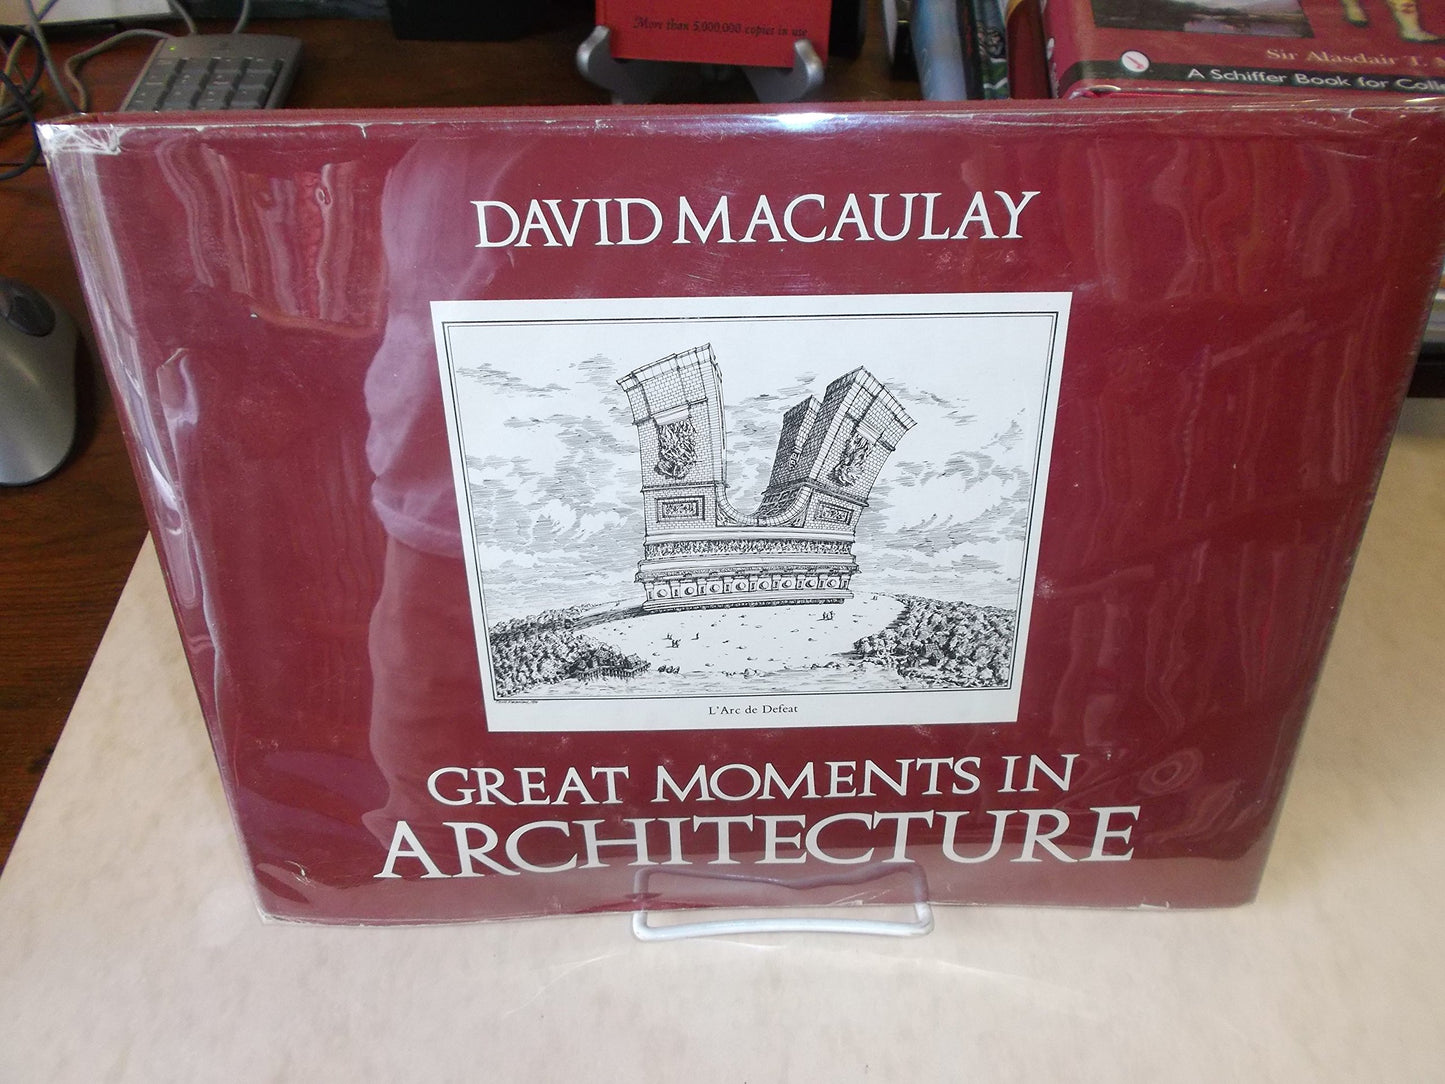 More than 5,000,000 copies in use
Sir Alasdair T.
A Schiffer Book for
DAVID MACAULAY
L'Arc de Defeat
GREAT MOMENTS IN
ARCHITECTURE